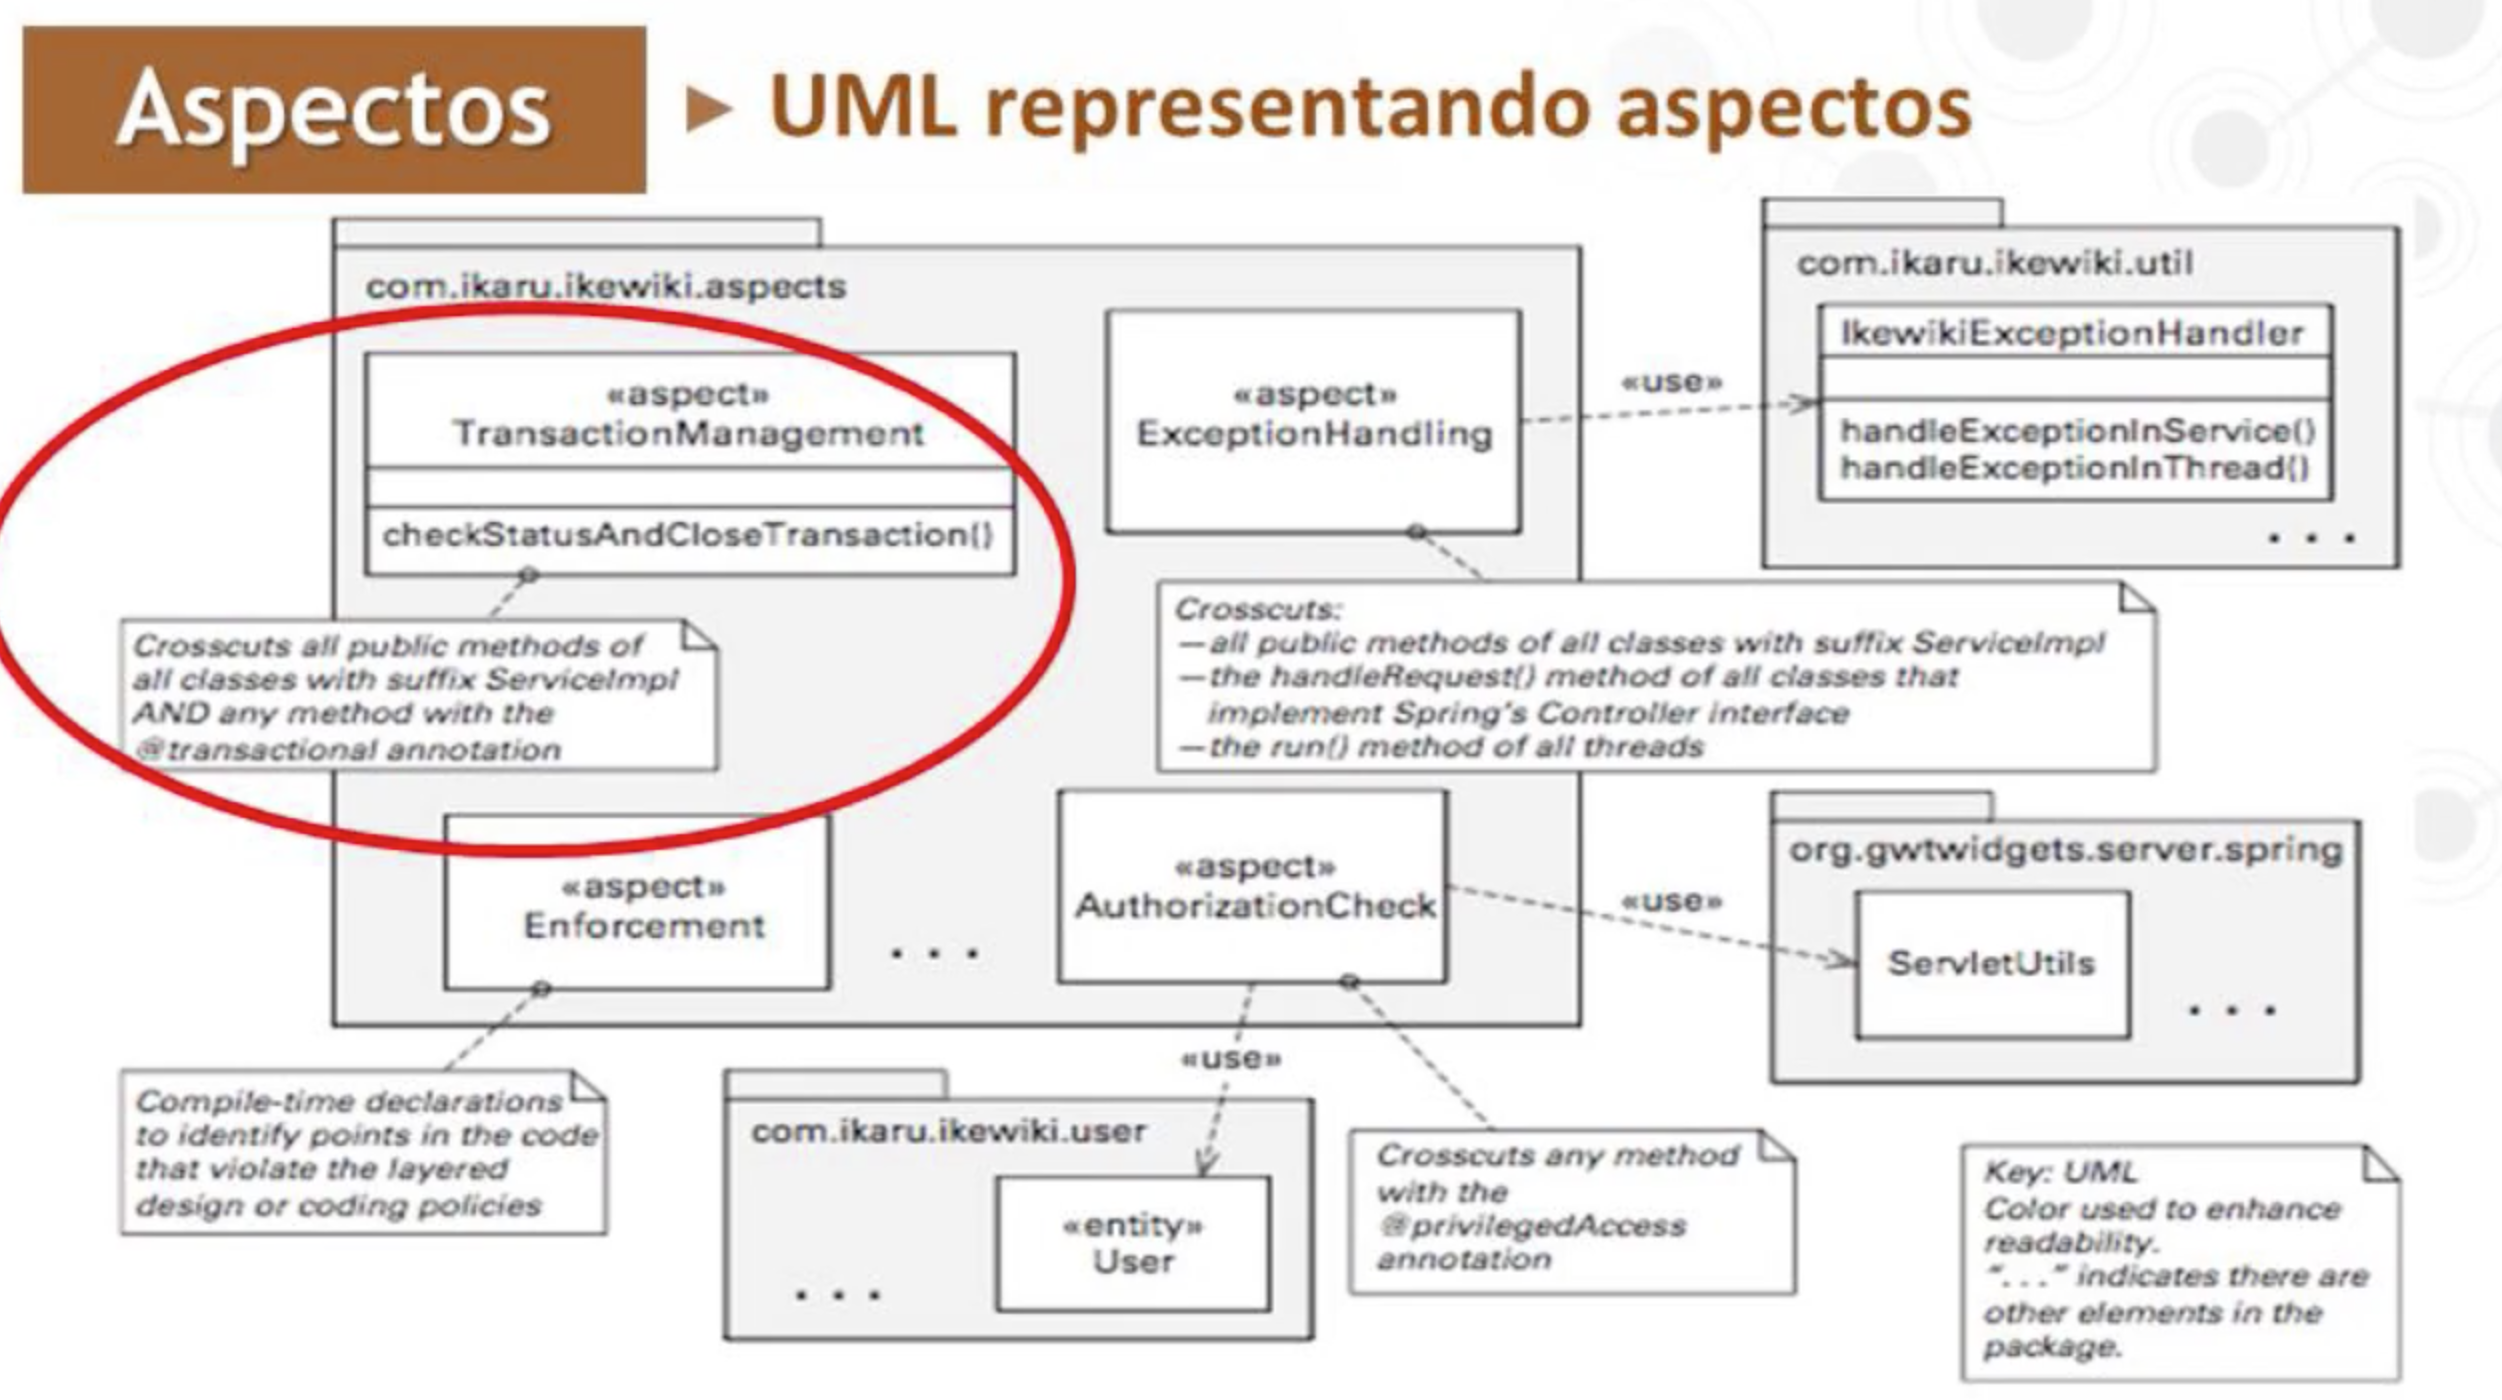 Aspectos
► UML representando aspectos
com.ikaru.ikewiki.aspects
«aspect»
TransactionManagement
checkStatusAndCloseTransaction()
Crosscuts all public methods of
all classes with suffix ServiceImpl
AND any method with the
@transactional annotation
«aspect»
ExceptionHandling
«use»
com.ikaru.ikewiki.util
IkewikiExceptionHandler
handleExceptionInService()
handleExceptionInThread()
. . .
Crosscuts:
—all public methods of all classes with suffix ServiceImpl
—the handleRequest() method of all classes that
implement Spring's Controller interface
—the run() method of all threads
«aspect»
Enforcement
. . .
«aspect»
AuthorizationCheck
«use»
org.gwtwidgets.server.spring
ServletUtils
. . .
Compile-time declarations
to identify points in the code
that violate the layered
design or coding policies
«use»
com.ikaru.ikewiki.user
«entity»
User
. . .
Crosscuts any method
with the
@privilegedAccess
annotation
Key: UML
Color used to enhance
readability.
“. . .” indicates there are
other elements in the
package.